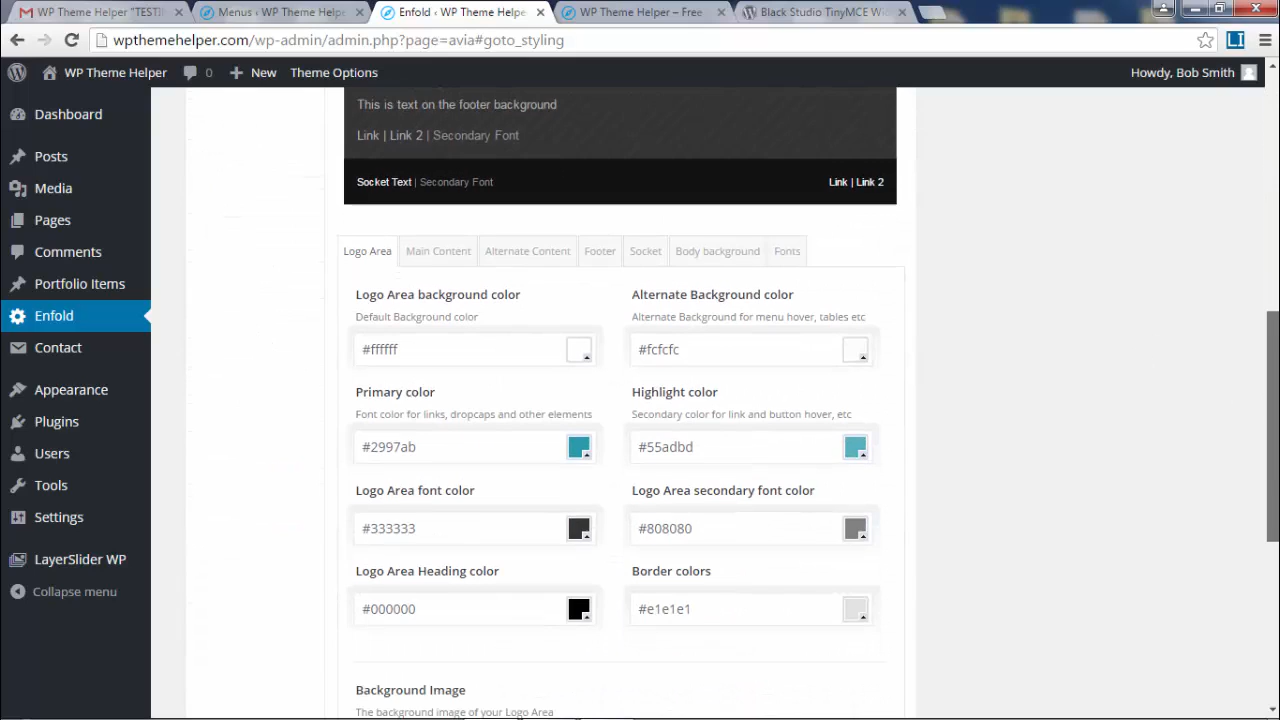 WP Theme Helper "TESTI
Menus ‹ WP Theme Help
Enfold ‹ WP Theme Helpe
WP Theme Helper – Free
Black Studio TinyMCE Wi
wpthemehelper.com/wp-admin/admin.php?page=avia#goto_styling
LI
WP Theme Helper
0
New
Theme Options
Howdy, Bob Smith
Dashboard
Posts
Media
Pages
Comments
Portfolio Items
Enfold
Contact
Appearance
Plugins
Users
Tools
Settings
LayerSlider WP
Collapse menu
This is text on the footer background
Link | Link 2 | Secondary Font
Socket Text | Secondary Font
Link | Link 2
Logo Area
Main Content
Alternate Content
Footer
Socket
Body background
Fonts
Logo Area background color
Default Background color
#ffffff
Alternate Background color
Alternate Background for menu hover, tables etc
#fcfcfc
Primary color
Font color for links, dropcaps and other elements
#2997ab
Highlight color
Secondary color for link and button hover, etc
#55adbd
Logo Area font color
#333333
Logo Area secondary font color
#808080
Logo Area Heading color
#000000
Border colors
#e1e1e1
Background Image
The background image of your Logo Area